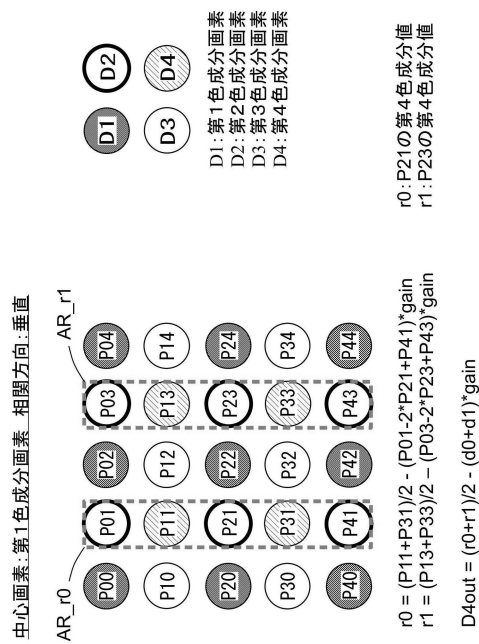 中心画素:第1色成分画素 相関方向:垂直
AR_r0
AR_r1
P00 P01 P02 P03 P04
P10 P11 P12 P13 P14
P20 P21 P22 P23 P24
P30 P31 P32 P33 P34
P40 P41 P42 P43 P44
r0 = (P11+P31)/2 - (P01-2*P21+P41)*gain
r1 = (P13+P33)/2 – (P03-2*P23+P43)*gain
D4out = (r0+r1)/2 - (d0+d1)*gain
D1 D2
D3 D4
D1:第1色成分画素
D2:第2色成分画素
D3:第3色成分画素
D4:第4色成分画素
r0:P21の第4色成分値
r1:P23の第4色成分値